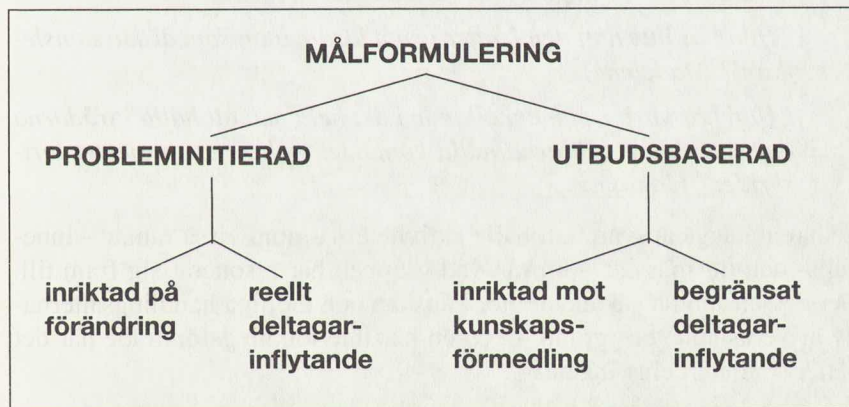 MÅLFORMULERING
PROBLEMINITIERAD UTBUDSBASERAD
inriktad på
förändring
reellt
deltagar-
inflytande
inriktad mot
kunskaps-
förmedling
begränsat
deltagar-
inflytande